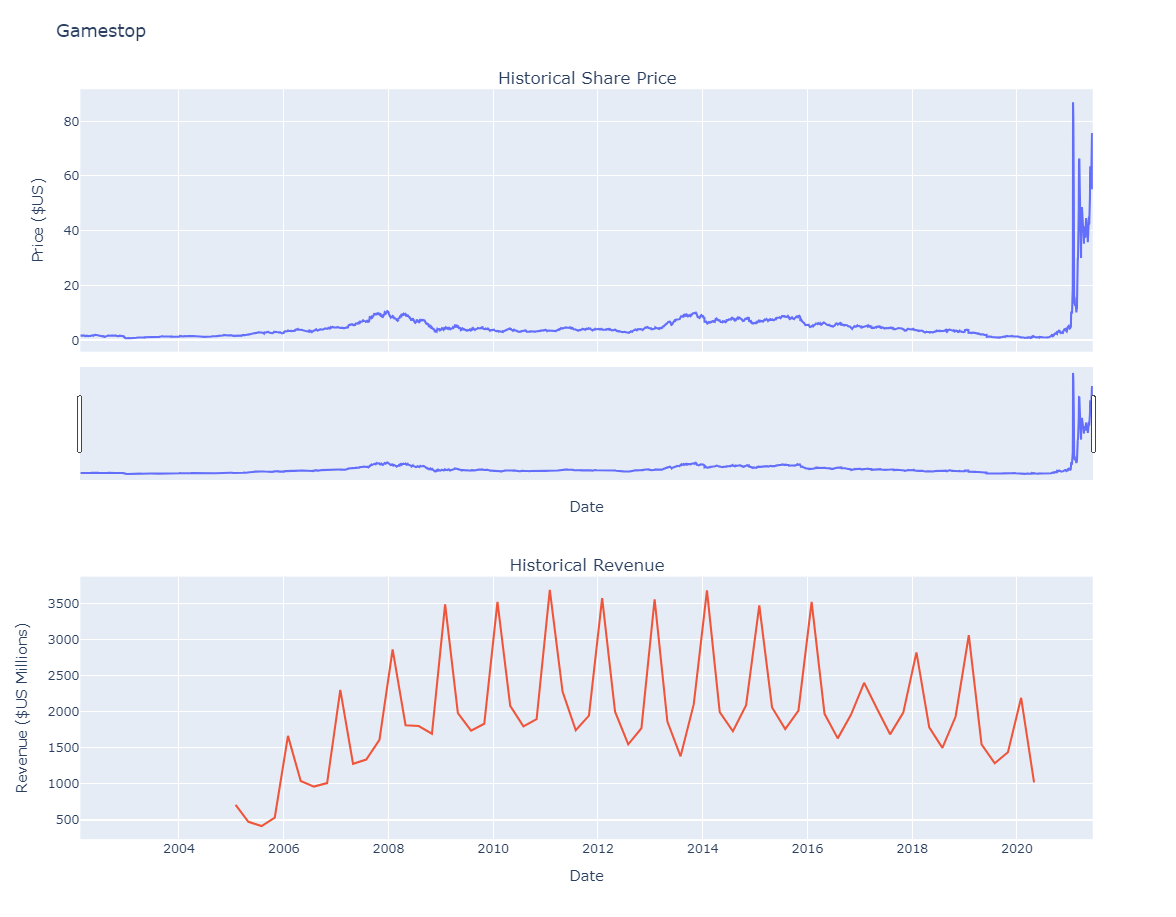 Gamestop
Historical Share Price
Price ($US)
80
60
40
20
0
Date
Historical Revenue
Revenue ($US Millions)
3500
3000
2500
2000
1500
1000
500
2004 2006 2008 2010 2012 2014 2016 2018 2020
Date